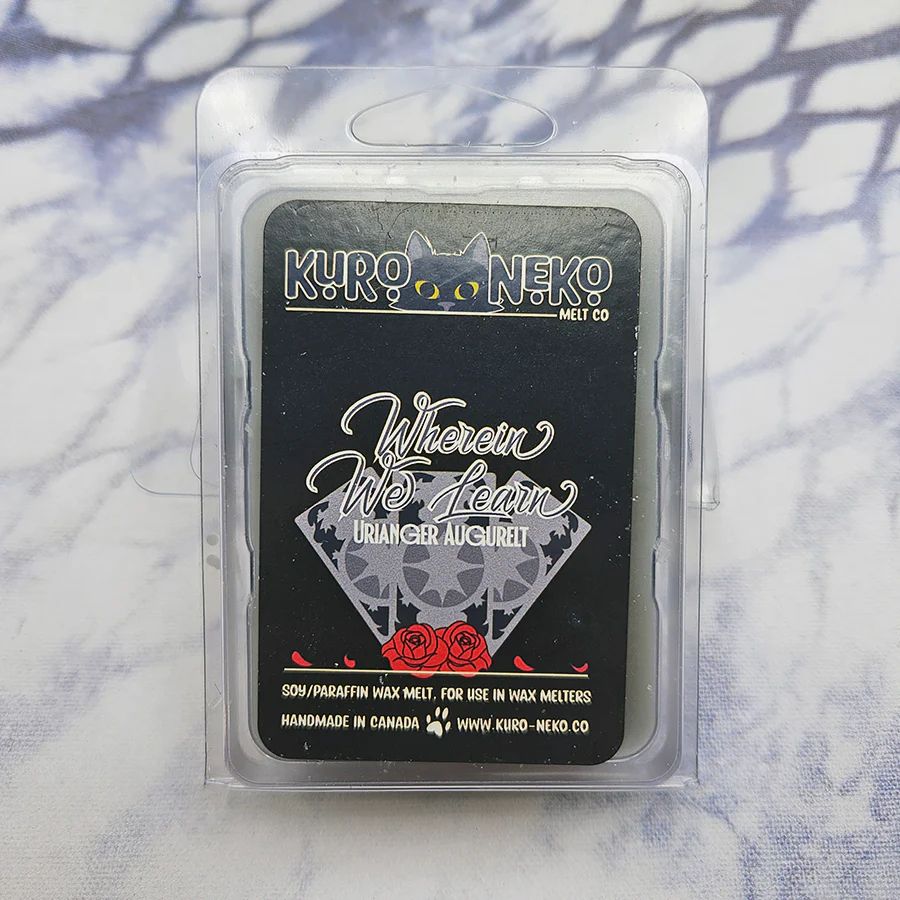 KURO NEKO
MELT CO
Wherein
We Learn
URIANGER AUGURELT
SOY/PARAFFIN WAX MELT, FOR USE IN WAX MELTERS
HANDMADE IN CANADA WWW.KURO-NEKO.CO